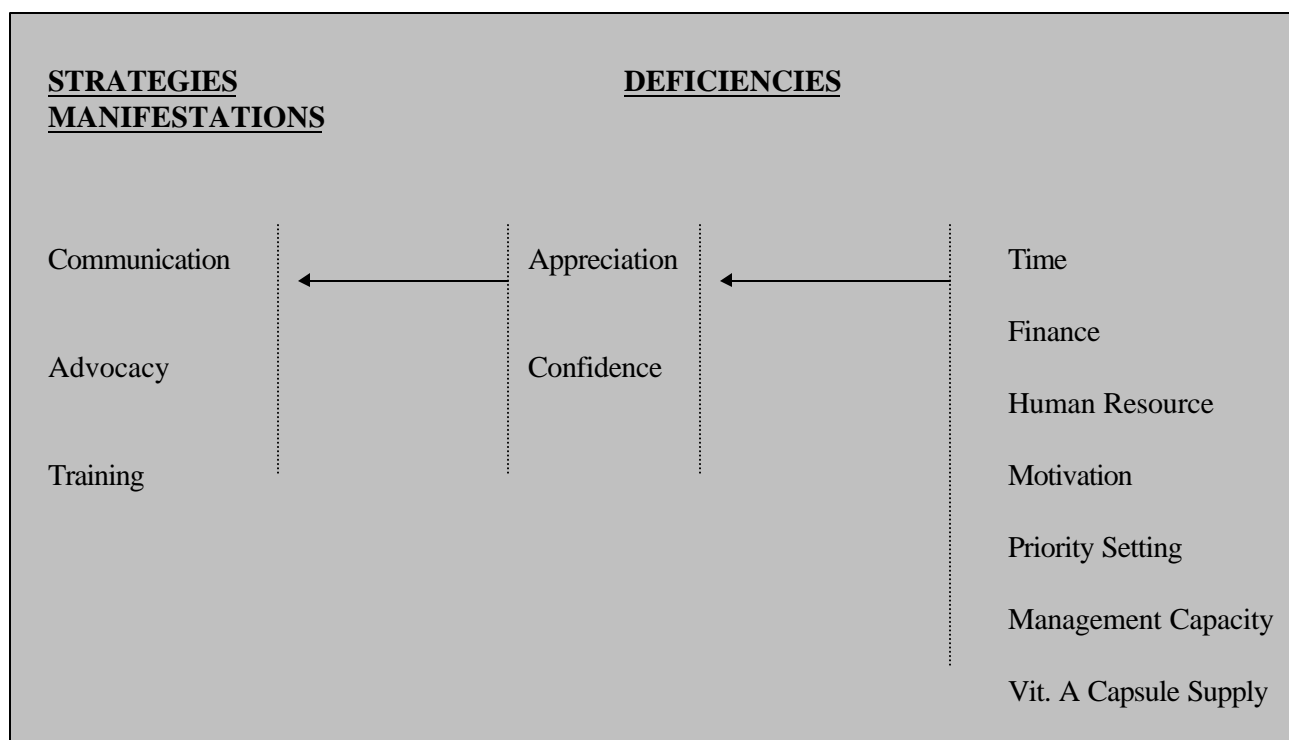 STRATEGIES DEFICIENCIES
MANIFESTATIONS
Communication Appreciation Time
Finance
Advocacy Confidence
Human Resource
Training Motivation
Priority Setting
Management Capacity
Vit. A Capsule Supply